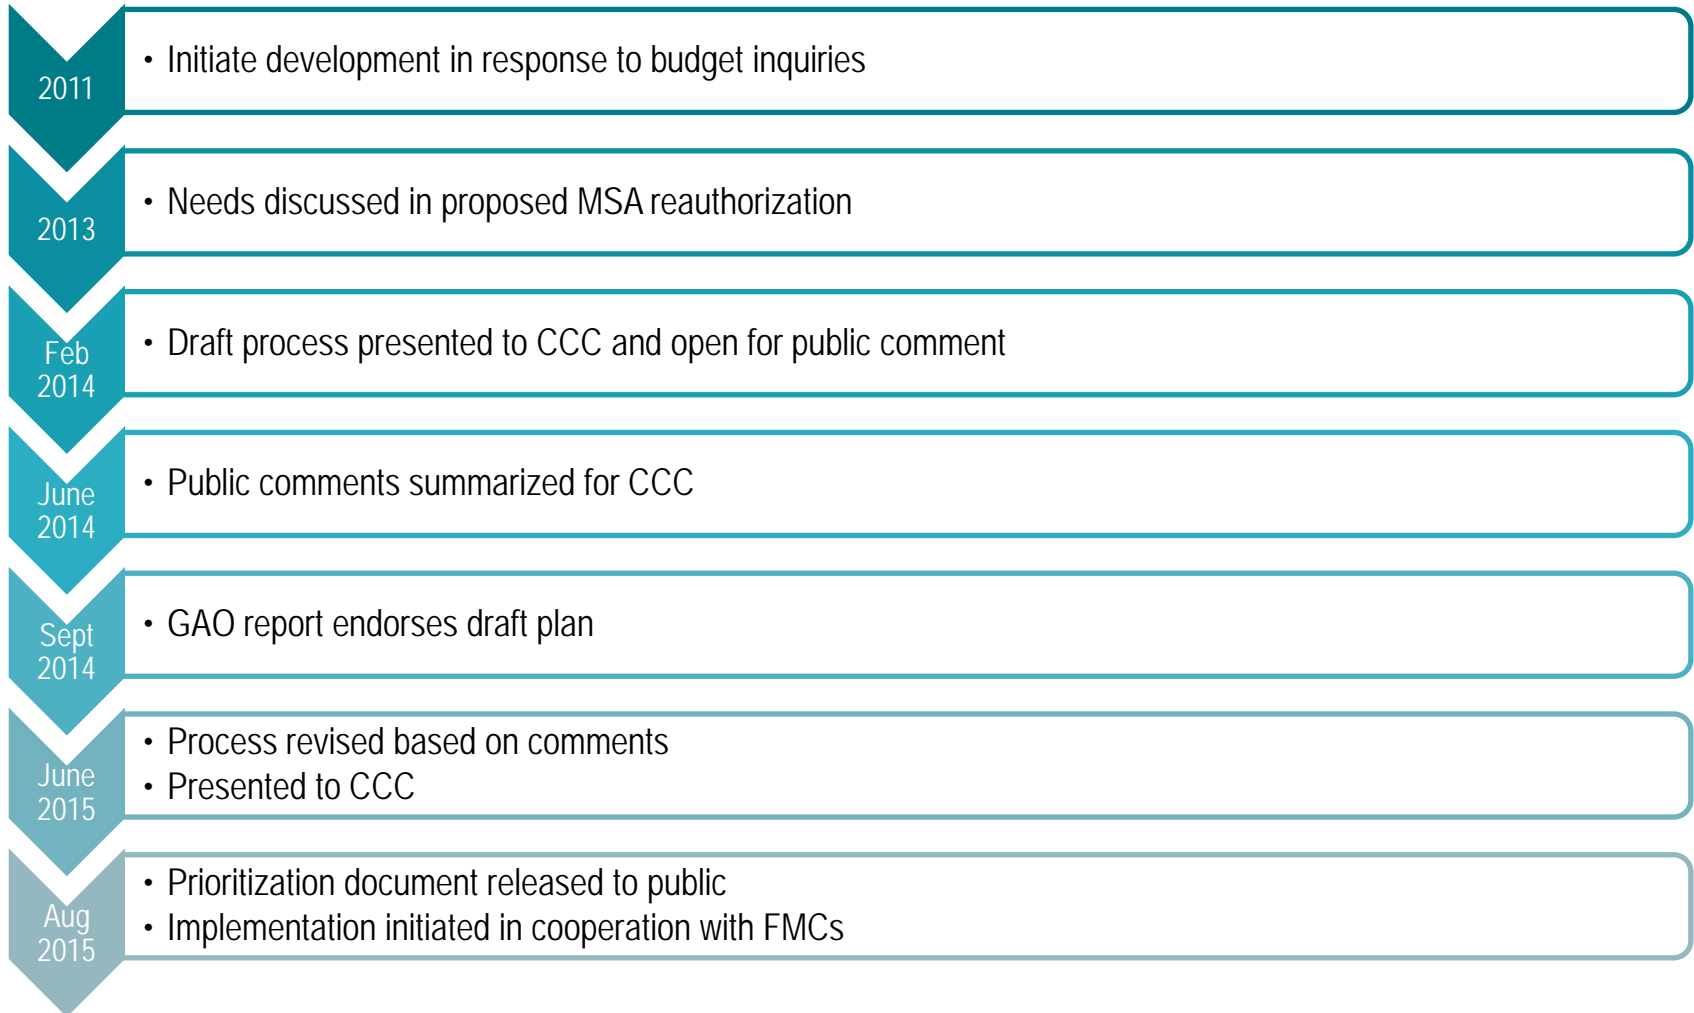 2011
• Initiate development in response to budget inquiries
2013
• Needs discussed in proposed MSA reauthorization
Feb
2014
• Draft process presented to CCC and open for public comment
June
2014
• Public comments summarized for CCC
Sept
2014
• GAO report endorses draft plan
June
2015
• Process revised based on comments
• Presented to CCC
Aug
2015
• Prioritization document released to public
• Implementation initiated in cooperation with FMCs